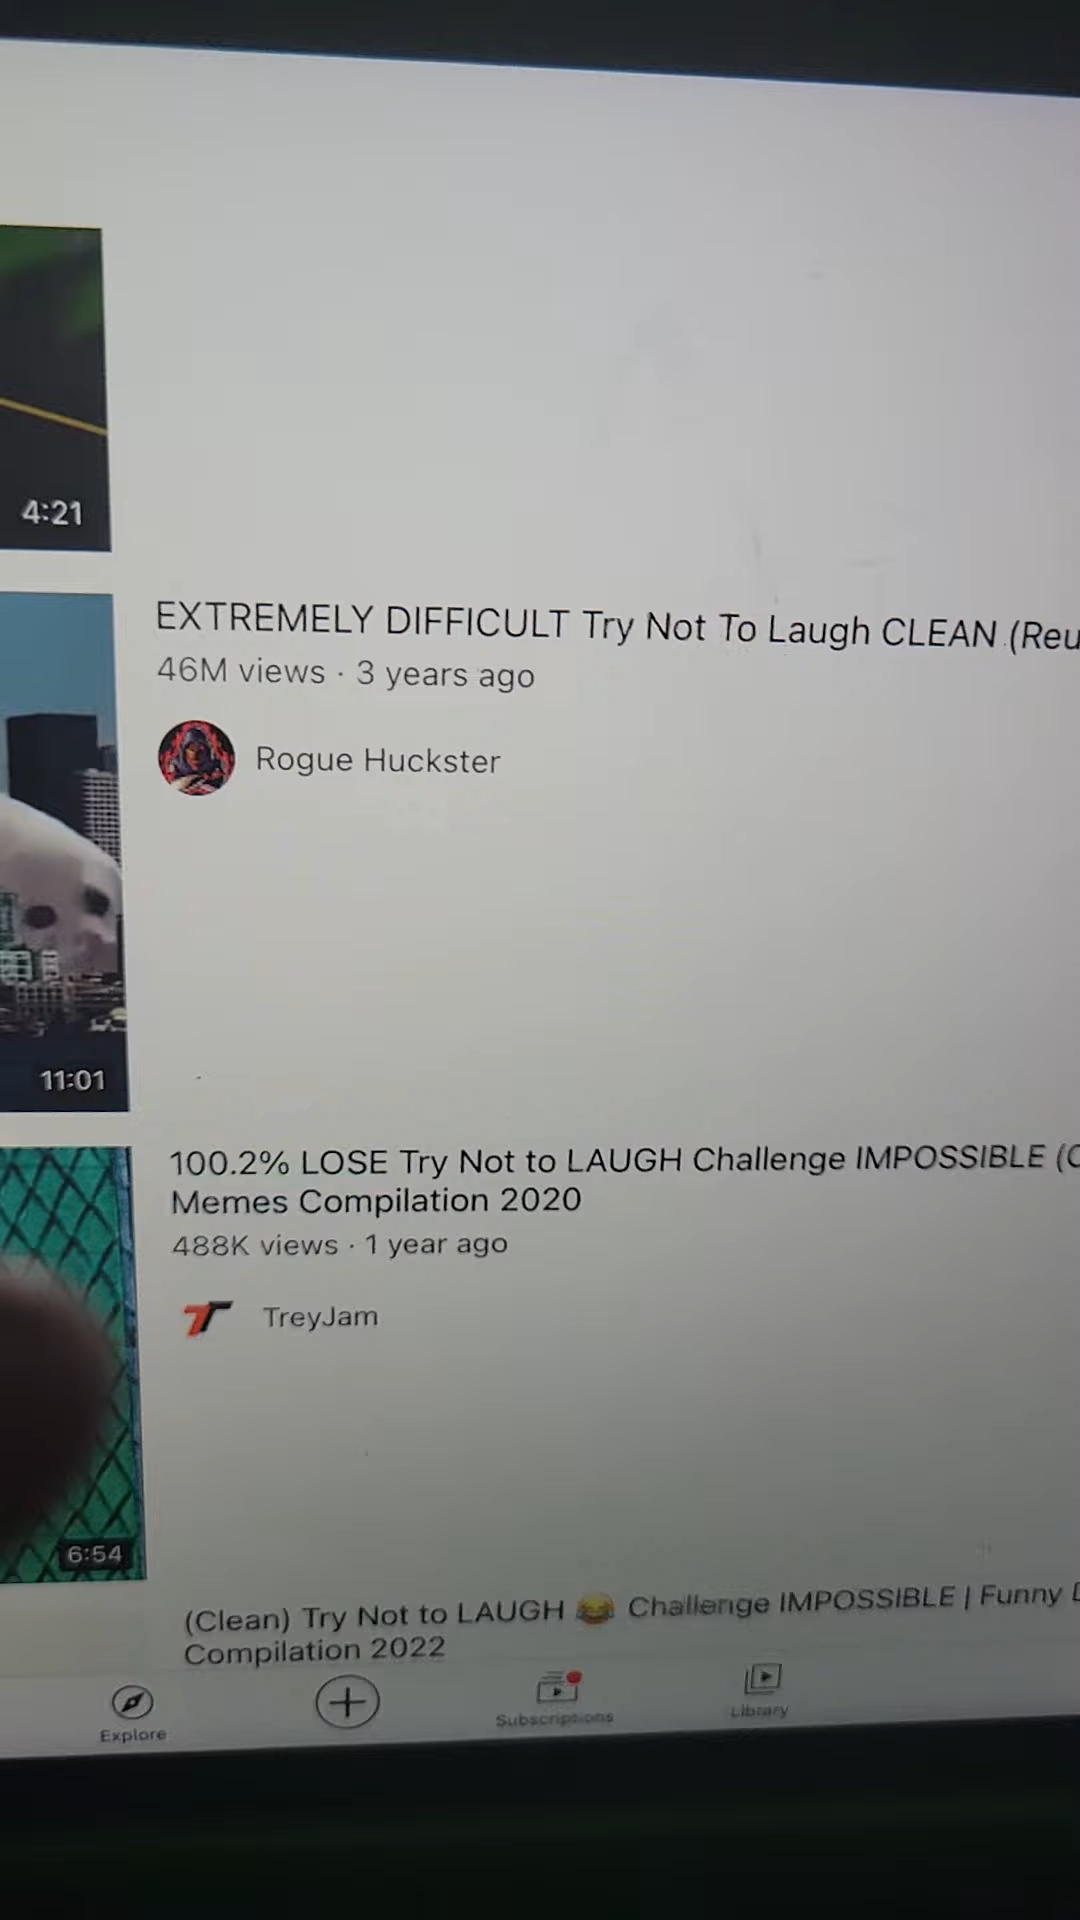 4:21
EXTREMELY DIFFICULT Try Not To Laugh CLEAN (Reu
46M views · 3 years ago
Rogue Huckster
11:01
100.2% LOSE Try Not to LAUGH Challenge IMPOSSIBLE (C
Memes Compilation 2020
488K views · 1 year ago
TreyJam
6:54
(Clean) Try Not to LAUGH 😂 Challenge IMPOSSIBLE | Funny
Compilation 2022
Explore
Subscriptions
Library